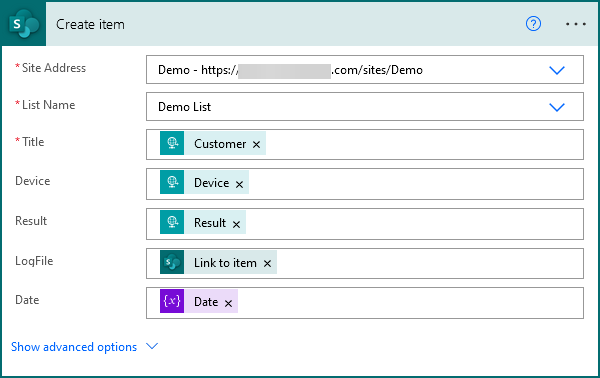 Create item
* Site Address Demo - https:// .com/sites/Demo
* List Name Demo List
* Title Customer ×
Device Device ×
Result Result ×
LogFile Link to item ×
Date {x} Date ×
Show advanced options